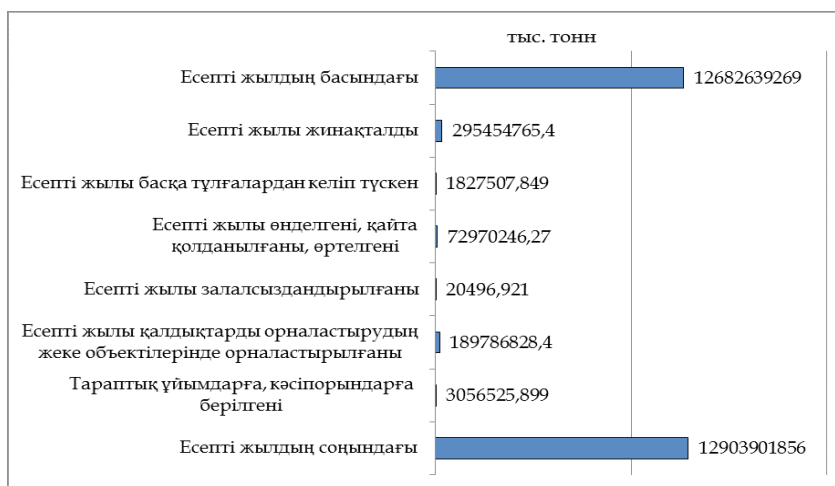 тыс. тонн
Есепті жылдың басындағы
12682639269
Есепті жылы жинақталды
295454765,4
Есепті жылы басқа тұлғалардан келіп түскен
1827507,849
Есепті жылы өнделгені, қайта
қолданылғаны, өртелгені
72970246,27
Есепті жылы залалсыздандырылғаны
20496,921
Есепті жылы қалдықтарды орналастырудың
жеке объектілерінде орналастырылғаны
189786828,4
Тараптық ұйымдарға, кәсіпорындарға
берілгені
3056525,899
Есепті жылдың соңындағы
12903901856